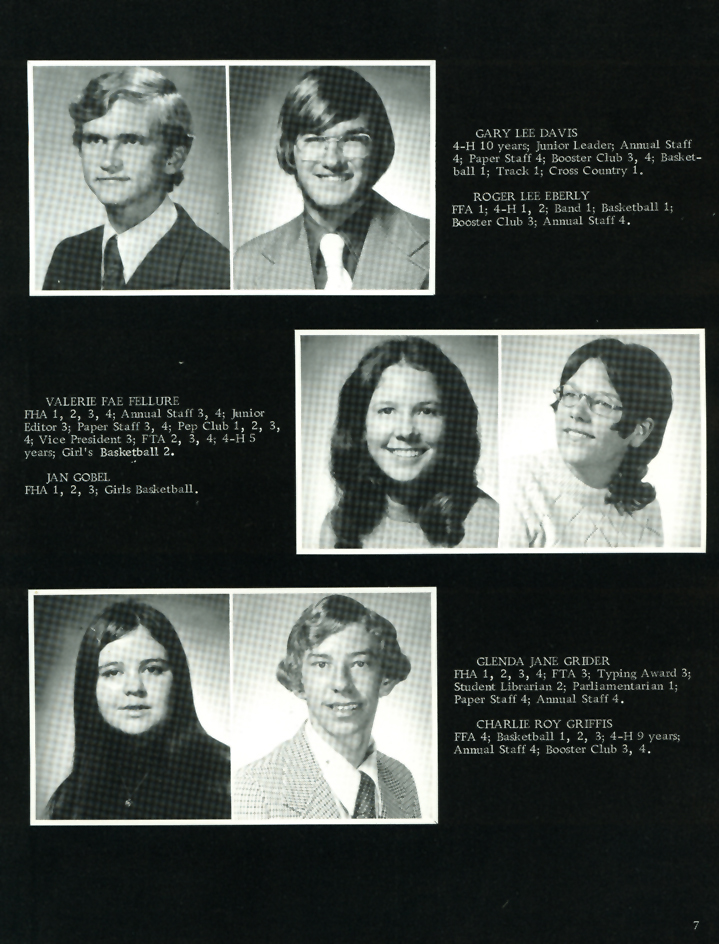 GARY LEE DAVIS
4-H 10 years; Junior Leader; Annual Staff
4; Paper Staff 4; Booster Club 3, 4; Basket-
ball 1; Track 1; Cross Country 1.
ROGER LEE EBERLY
FFA 1; 4-H 1, 2; Band 1; Basketball 1;
Booster Club 3; Annual Staff 4.
VALERIE FAE FELLURE
FHA 1, 2, 3, 4; Annual Staff 3, 4; Junior
Editor 3; Paper Staff 3, 4; Pep Club 1, 2, 3,
4; Vice President 3; FTA 2, 3, 4; 4-H 5
years; Girl's Basketball 2.
JAN GOBEL
FHA 1, 2, 3; Girls Basketball.
GLENDA JANE GRIDER
FHA 1, 2, 3, 4; FTA 3; Typing Award 3;
Student Librarian 2; Parliamentarian 1;
Paper Staff 4; Annual Staff 4.
CHARLIE ROY GRIFFIS
FFA 4; Basketball 1, 2, 3; 4-H 9 years;
Annual Staff 4; Booster Club 3, 4.
7